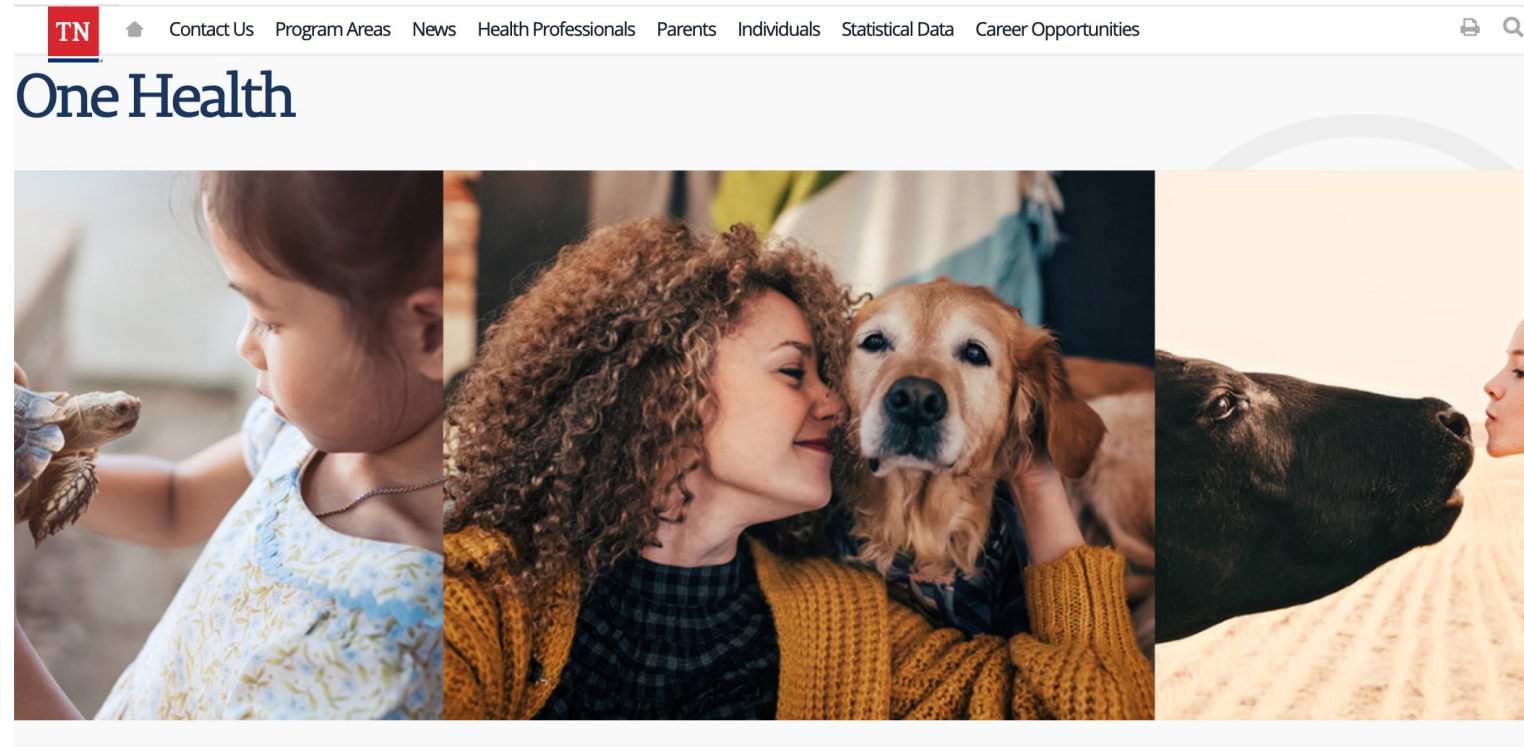 TN
Contact Us Program Areas News Health Professionals Parents Individuals Statistical Data Career Opportunities
One Health